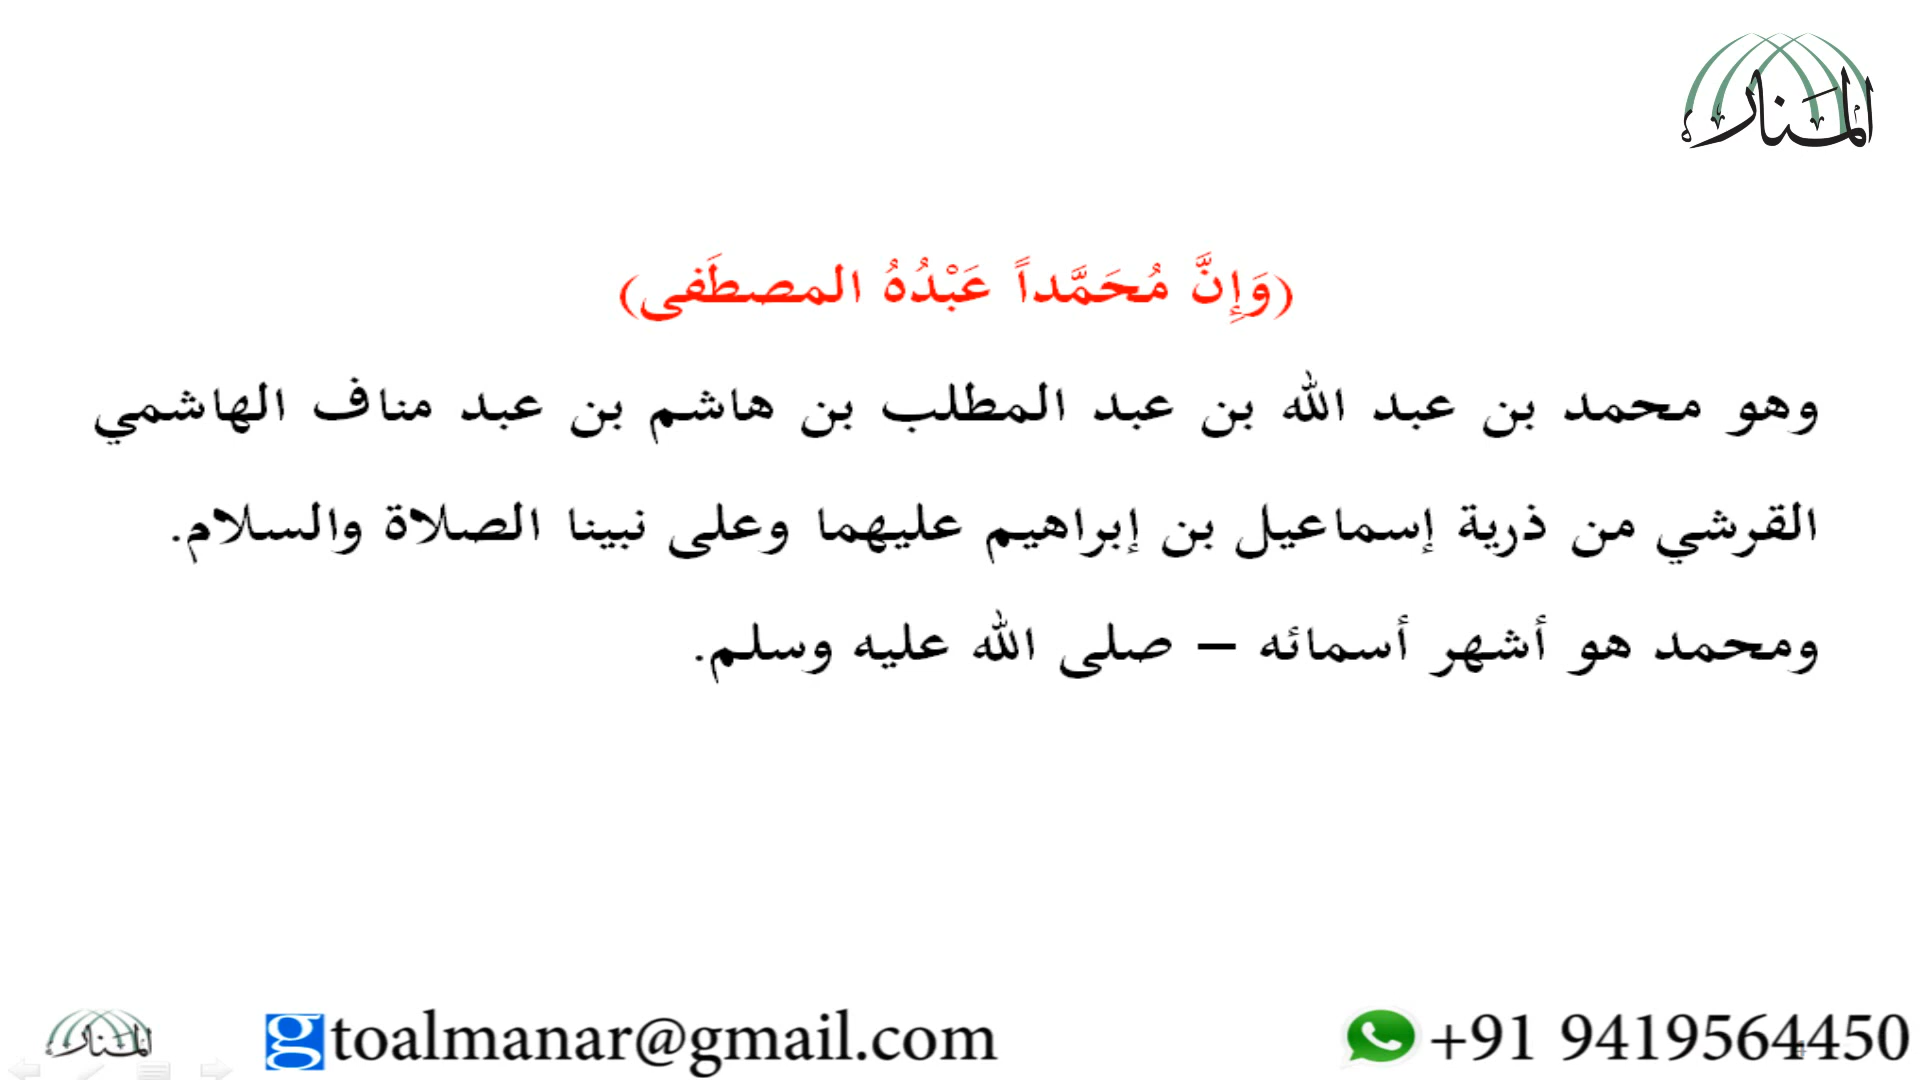 المنار
(وَإِنَّ مُحَمَّداً عَبْدُهُ المصطَفى)
وهو محمد بن عبد الله بن عبد المطلب بن هاشم بن عبد مناف الهاشمي
القرشي من ذرية إسماعيل بن إبراهيم عليهما وعلى نبينا الصلاة والسلام.
ومحمد هو أشهر أسمائه – صلى الله عليه وسلم.
المنار
g toalmanar@gmail.com
+91 9419564450